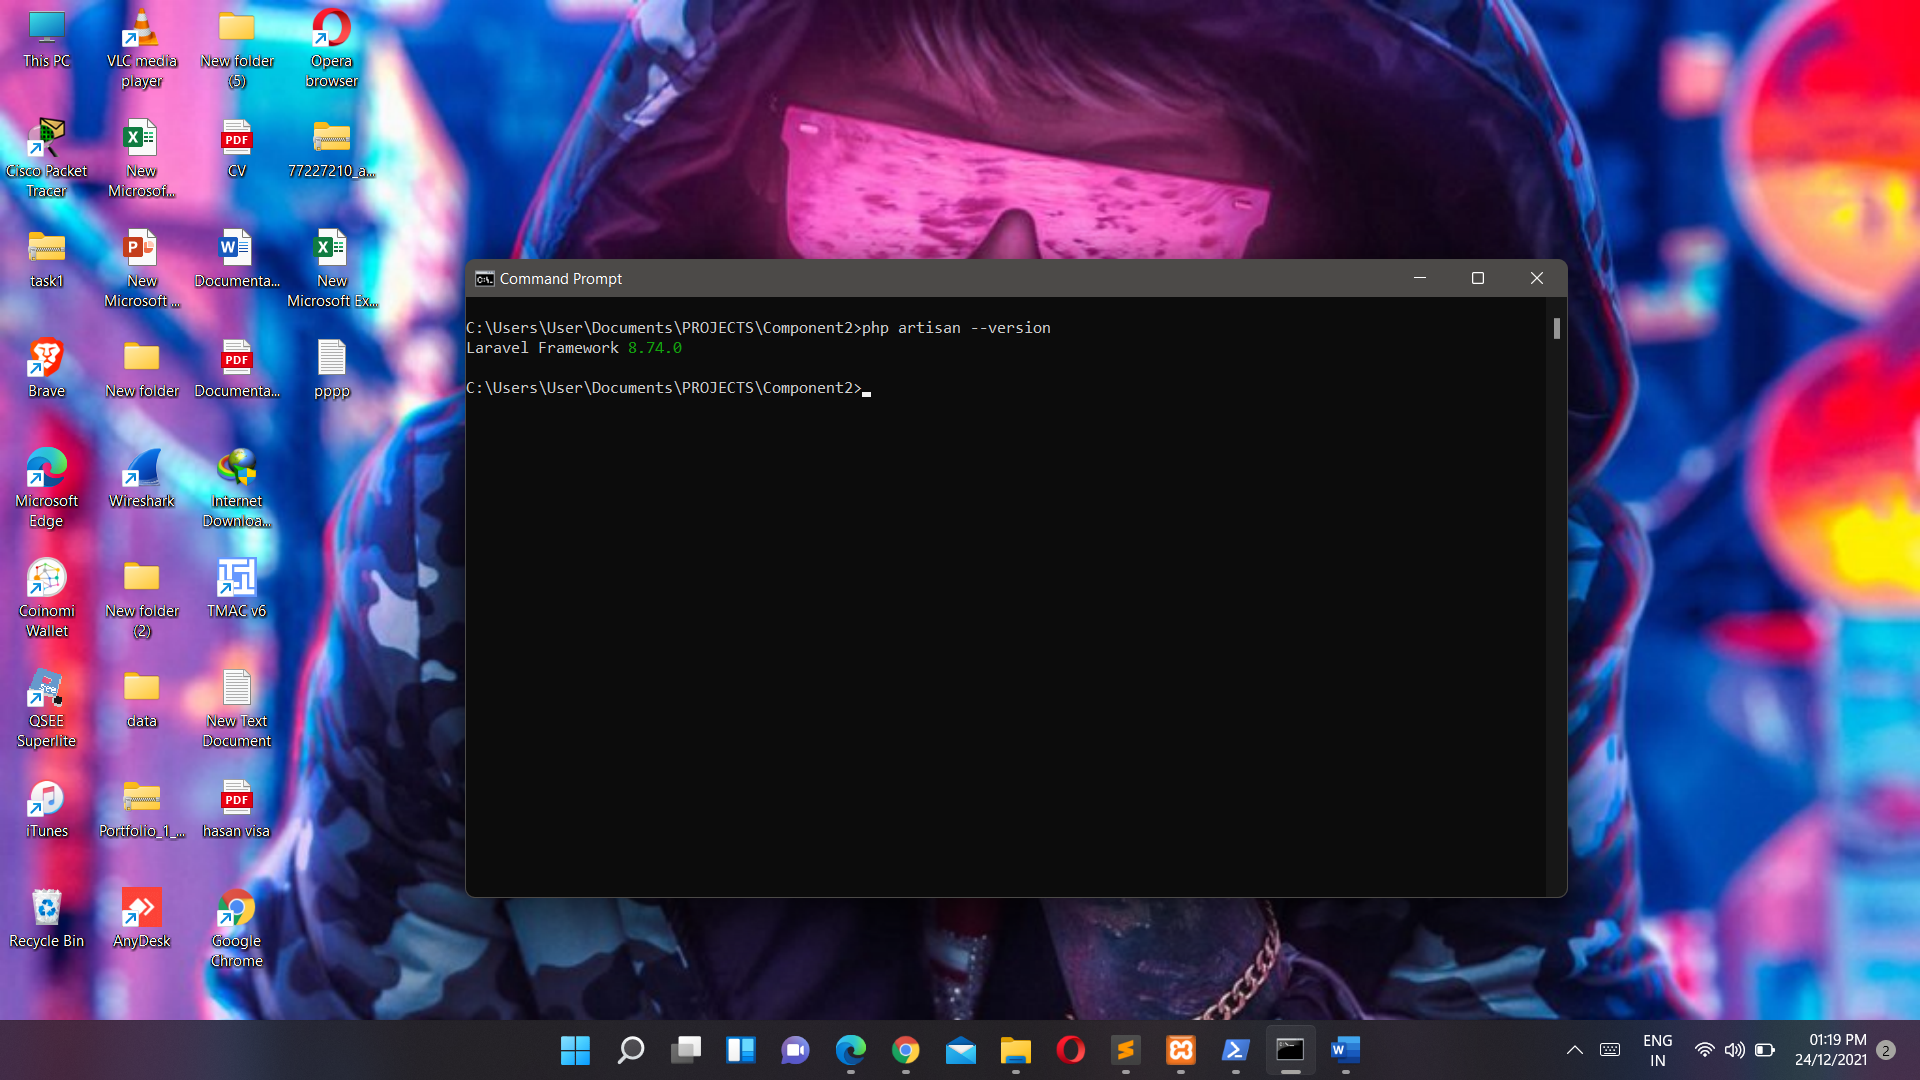 This PC
VLC media
player
New folder
(5)
Opera
browser
Cisco Packet
Tracer
New
Microsof...
PDF
CV
77227210_a...
task1
New
Microsoft ...
Documenta...
New
Microsoft Ex...
Brave
New folder
PDF
Documenta...
pppp
Microsoft
Edge
Wireshark
Internet
Downloa...
Coinomi
Wallet
New folder
(2)
TMAC v6
QSEE
Superlite
data
New Text
Document
iTunes
Portfolio_1_...
PDF
hasan visa
Recycle Bin
AnyDesk
Google
Chrome
Command Prompt
C:\Users\User\Documents\PROJECTS\Component2>php artisan --version
Laravel Framework 8.74.0
C:\Users\User\Documents\PROJECTS\Component2>
ENG
IN
01:19 PM
24/12/2021
2